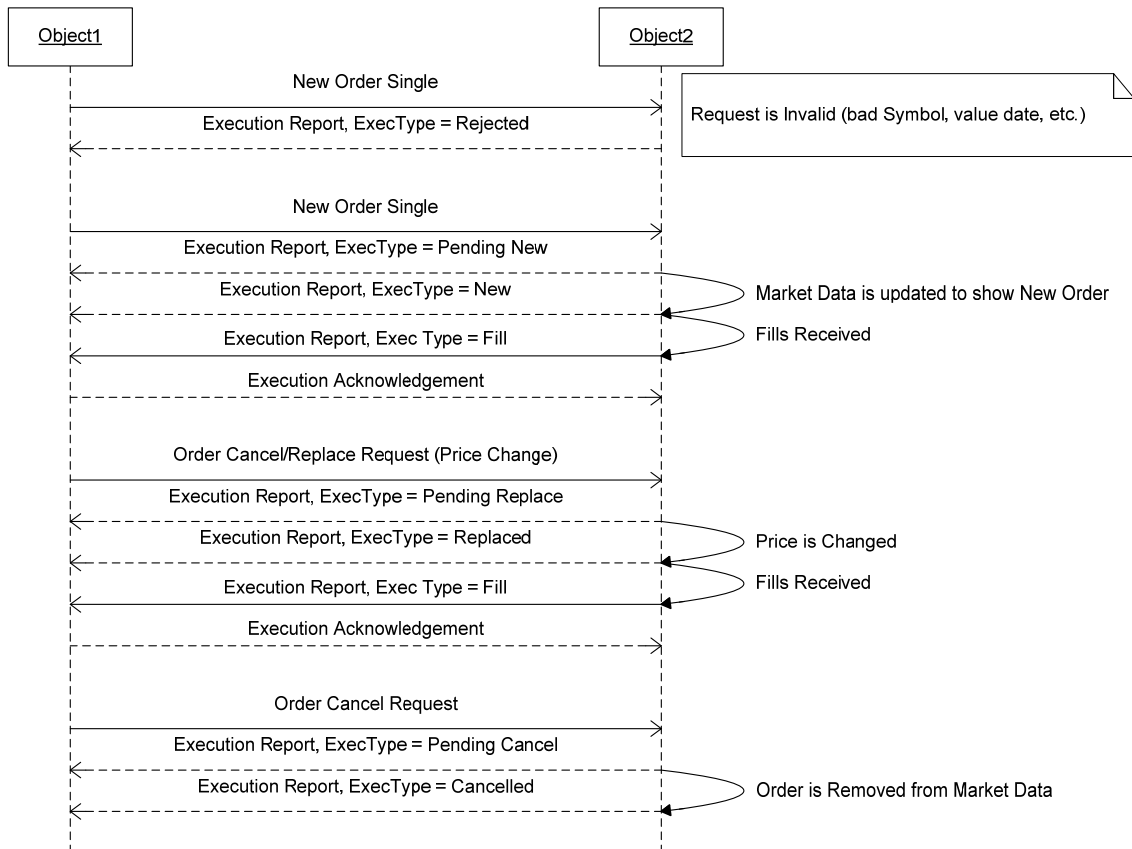 Object1
Object2
New Order Single
Request is Invalid (bad Symbol, value date, etc.)
Execution Report, ExecType = Rejected
New Order Single
Execution Report, ExecType = Pending New
Execution Report, ExecType = New
Market Data is updated to show New Order
Execution Report, Exec Type = Fill
Fills Received
Execution Acknowledgement
Order Cancel/Replace Request (Price Change)
Execution Report, ExecType = Pending Replace
Execution Report, ExecType = Replaced
Price is Changed
Execution Report, Exec Type = Fill
Fills Received
Execution Acknowledgement
Order Cancel Request
Execution Report, ExecType = Pending Cancel
Execution Report, ExecType = Cancelled
Order is Removed from Market Data